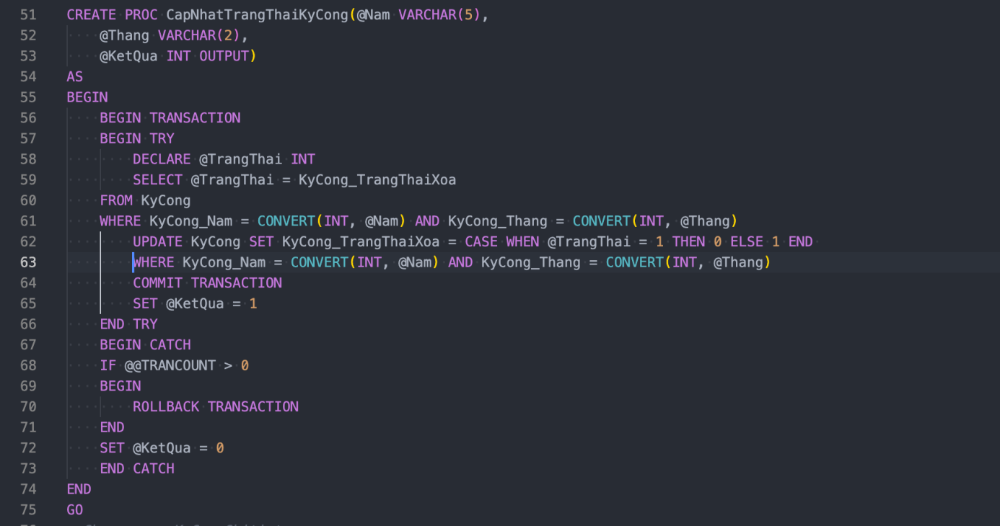 51 CREATE PROC CapNhatTrangThaiKyCong(@Nam VARCHAR(5),
52 @Thang VARCHAR(2),
53 @KetQua INT OUTPUT)
54 AS
55 BEGIN
56 BEGIN TRANSACTION
57 BEGIN TRY
58 DECLARE @TrangThai INT
59 SELECT @TrangThai = KyCong_TrangThaiXoa
60 FROM KyCong
61 WHERE KyCong_Nam = CONVERT(INT, @Nam) AND KyCong_Thang = CONVERT(INT, @Thang)
62 UPDATE KyCong SET KyCong_TrangThaiXoa = CASE WHEN @TrangThai = 1 THEN 0 ELSE 1 END
63 WHERE KyCong_Nam = CONVERT(INT, @Nam) AND KyCong_Thang = CONVERT(INT, @Thang)
64 COMMIT TRANSACTION
65 SET @KetQua = 1
66 END TRY
67 BEGIN CATCH
68 IF @@TRANCOUNT > 0
69 BEGIN
70 ROLLBACK TRANSACTION
71 END
72 SET @KetQua = 0
73 END CATCH
74 END
75 GO